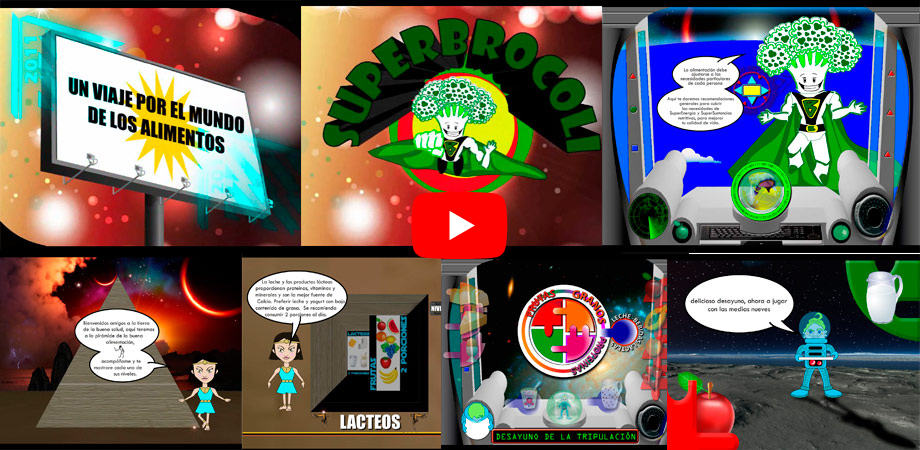 2011
UN VIAJE POR EL MUNDO
DE LOS ALIMENTOS
SUPERBROCOLI
La alimentación debe
ajustarse a las
necesidades particulares
de cada persona
Aqui te daremos recomendaciones
generales para cubrir
las necesidades de
SuperEnergia y SuperSustancias
nutritivas, para mejorar
tu calidad de vida.
Bienvenidos amigos a la tierra
de la buena salud, aquí tenemos
a la pirámide de la buena
alimentación,
acompáñame y te
mostrare cada uno de
sus niveles.
La leche y los productos lácteos
proporcionan proteínas, vitaminas y
minerales y son la mejor fuente de
Calcio. Preferir leche y yogurt con bajo
contenido de grasa. Se recomienda
consumir 2 porciones al día.
NIV
LACTEOS
FRUTAS
2 PORCIONES
LACTEOS
FRUTAS
GRANOS
PROTEINAS
DESAYUNO DE LA TRIPULACIÓN
delicioso desayuno, ahora a jugar
con las medias nueves